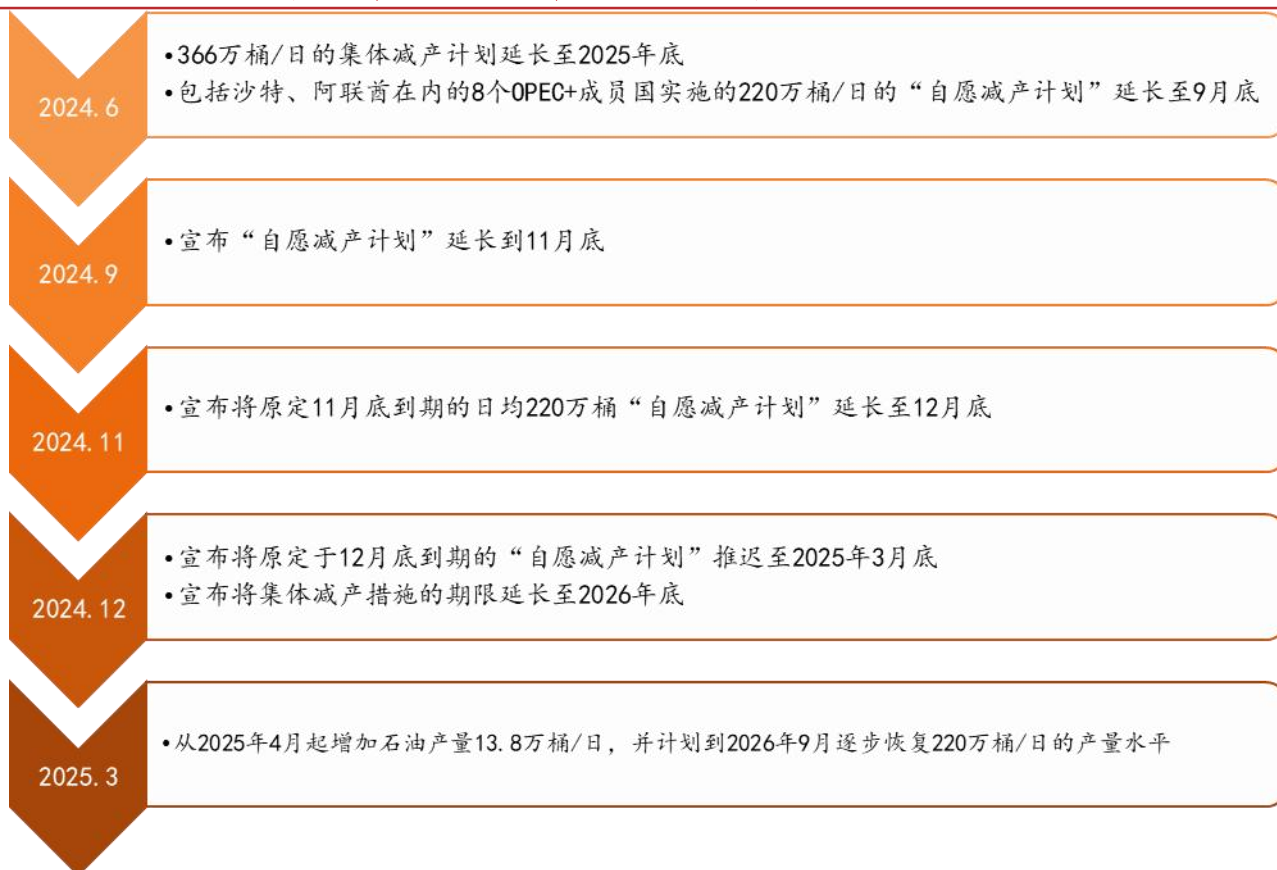 2024.6
•366万桶/日的集体减产计划延长至2025年底
•包括沙特、阿联酋在内的8个OPEC+成员国实施的220万桶/日的“自愿减产计划”延长至9月底
2024.9
•宣布“自愿减产计划”延长到11月底
2024.11
•宣布将原定11月底到期的日均220万桶“自愿减产计划”延长至12月底
2024.12
•宣布将原定于12月底到期的“自愿减产计划”推迟至2025年3月底
•宣布将集体减产措施的期限延长至2026年底
2025.3
•从2025年4月起增加石油产量13.8万桶/日，并计划到2026年9月逐步恢复220万桶/日的产量水平